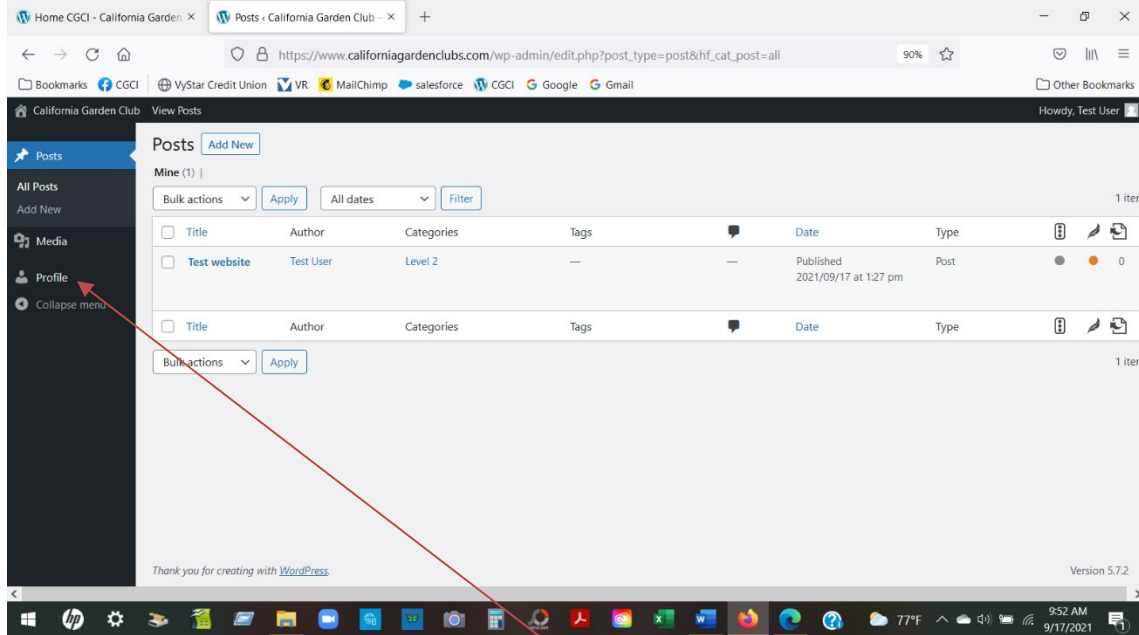 Home CGCI - California Garden
Posts ‹ California Garden Club —
https://www.californiagardenclubs.com/wp-admin/edit.php?post_type=post&hf_cat_post=all
90%
Bookmarks CGCI VyStar Credit Union VR MailChimp salesforce CGCI Google Gmail Other Bookmarks
California Garden Club View Posts Howdy, Test User
Posts
All Posts
Add New
Media
Profile
Collapse menu
Posts Add New
Mine (1) |
Bulk actions Apply All dates Filter 1 iter
Title Author Categories Tags Date Type
Test website Test User Level 2 — — Published Post 0
2021/09/17 at 1:27 pm
Title Author Categories Tags Date Type
Bulk actions Apply 1 iter
Thank you for creating with WordPress. Version 5.7.2
77°F 9:52 AM
9/17/2021